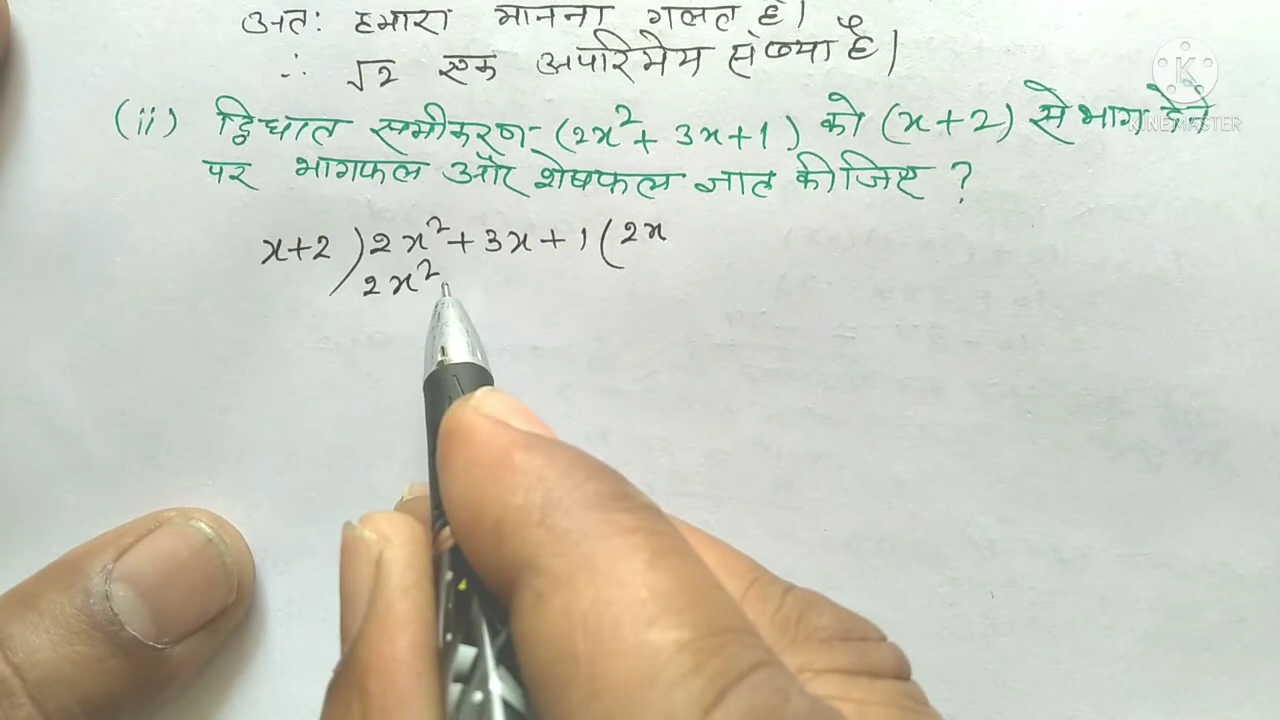 अतः हमारा मानना गलत है।
∴ √2 एक अपरिमेय संख्या है।
(ii) द्विघात समीकरण (2x² + 3x + 1) को (x + 2) से भाग देने
पर भागफल और शेषफल ज्ञात कीजिए ?
x+2 ) 2x² + 3x + 1 ( 2x
2x²
K
KINEMASTER